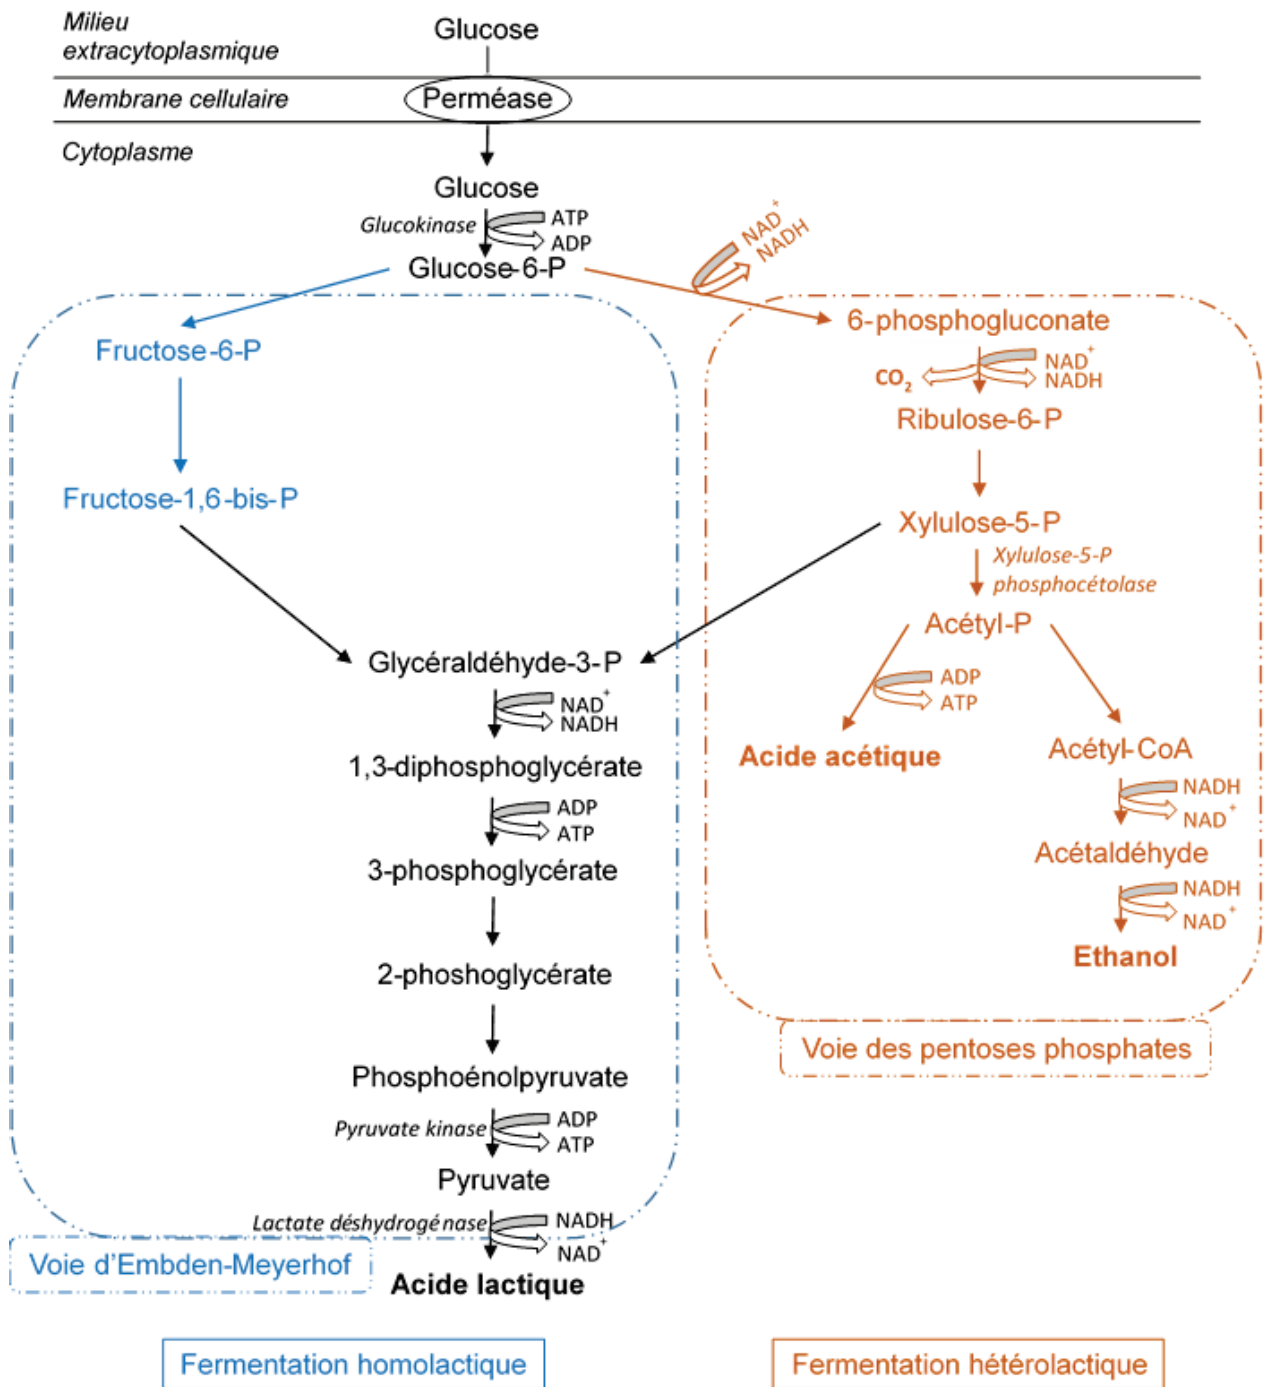 Milieu
extracytoplasmique
Glucose
Membrane cellulaire
Perméase
Cytoplasme
Glucose
Glucokinase
ATP
ADP
NAD+
NADH
Glucose-6-P
Fructose-6-P
6-phosphogluconate
NAD+
NADH
CO2
Ribulose-6-P
Fructose-1,6-bis-P
Xylulose-5-P
Xylulose-5-P
phosphocétolase
Acétyl-P
Glycéraldéhyde-3-P
ADP
ATP
NAD+
NADH
Acide acétique
Acétyl-CoA
1,3-diphosphoglycérate
NADH
NAD+
ADP
ATP
Acétaldéhyde
3-phosphoglycérate
NADH
NAD+
Ethanol
2-phoshoglycérate
Voie des pentoses phosphates
Phosphoénolpyruvate
Pyruvate kinase
ADP
ATP
Pyruvate
Lactate déshydrogénase
NADH
NAD+
Voie d'Embden-Meyerhof
Acide lactique
Fermentation homolactique
Fermentation hétérolactique